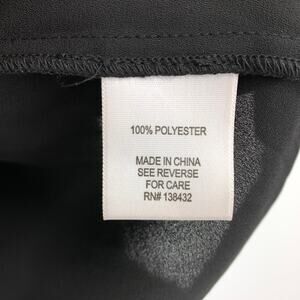 100% POLYESTER
MADE IN CHINA
SEE REVERSE
FOR CARE
RN# 138432